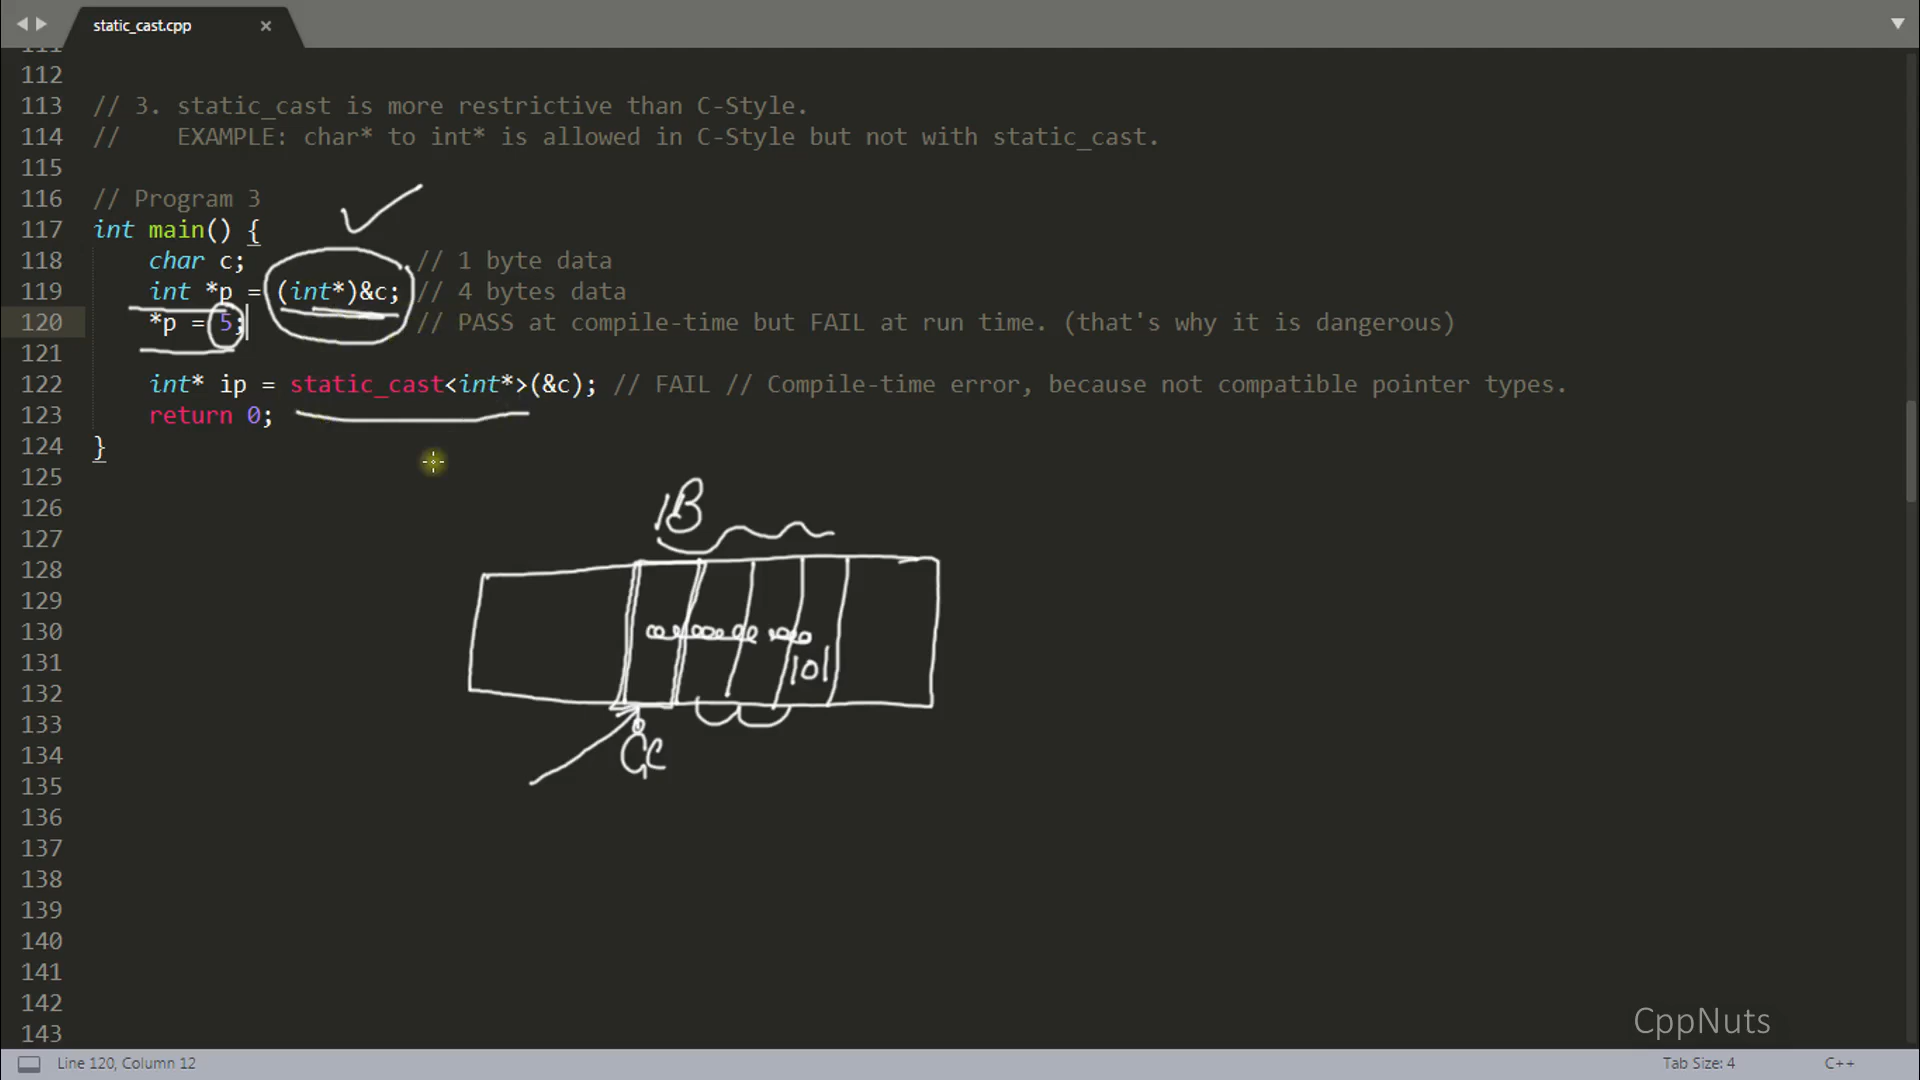 static_cast.cpp ×
111
112
113 // 3. static_cast is more restrictive than C-Style.
114 // EXAMPLE: char* to int* is allowed in C-Style but not with static_cast.
115
116 // Program 3
117 int main() {
118 char c; // 1 byte data
119 int *p = (int*)&c; // 4 bytes data
120 *p = 5; // PASS at compile-time but FAIL at run time. (that's why it is dangerous)
121
122 int* ip = static_cast<int*>(&c); // FAIL // Compile-time error, because not compatible pointer types.
123 return 0;
124 }
125
126
1B
127
128
129
130
131
101
132
133
134
135
136
137
138
139
140
141
142
CppNuts
143
Line 120, Column 12 Tab Size: 4 C++